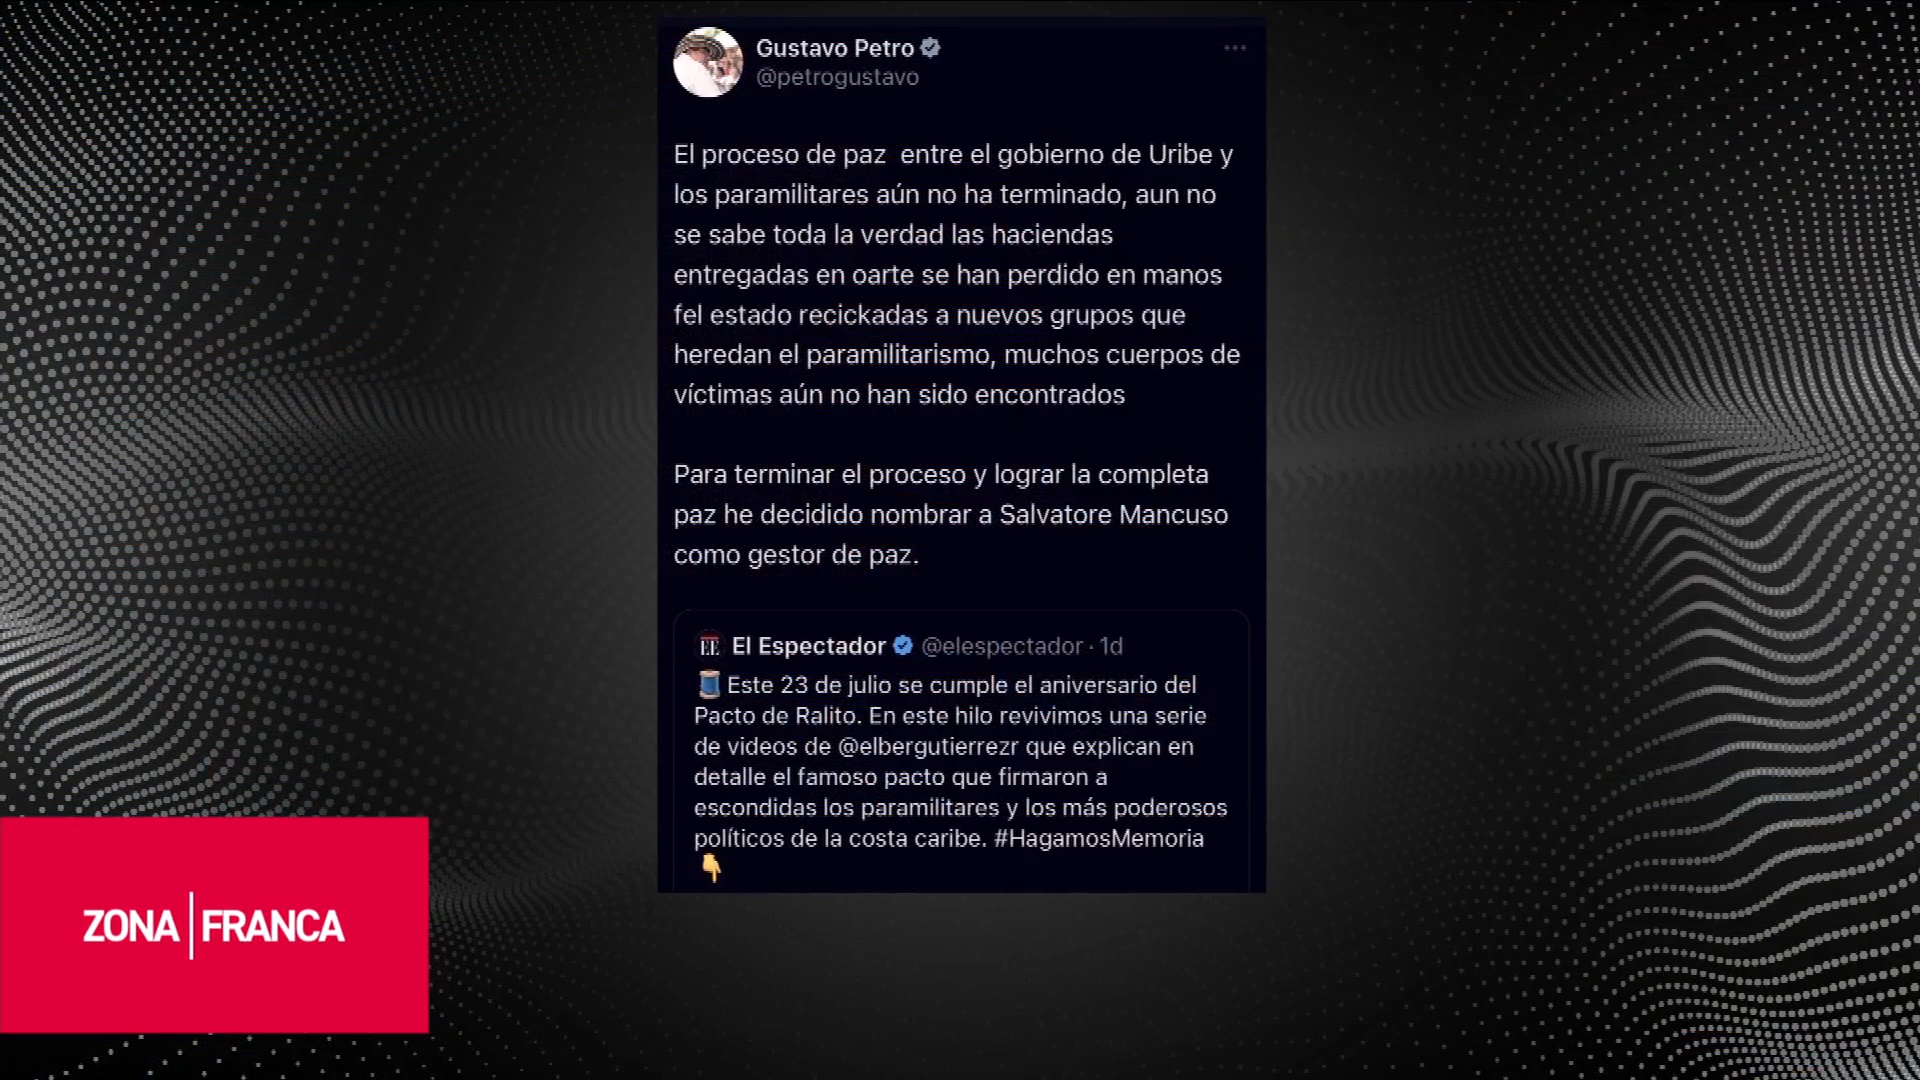 Gustavo Petro
@petrogustavo
El proceso de paz  entre el gobierno de Uribe y
los paramilitares aún no ha terminado, aun no
se sabe toda la verdad las haciendas
entregadas en oarte se han perdido en manos
fel estado recickadas a nuevos grupos que
heredan el paramilitarismo, muchos cuerpos de
víctimas aún no han sido encontrados
Para terminar el proceso y lograr la completa
paz he decidido nombrar a Salvatore Mancuso
como gestor de paz.
EE El Espectador @elespectador · 1d
🧵Este 23 de julio se cumple el aniversario del
Pacto de Ralito. En este hilo revivimos una serie
de videos de @elbergutierrezr que explican en
detalle el famoso pacto que firmaron a
escondidas los paramilitares y los más poderosos
políticos de la costa caribe. #HagamosMemoria
👇
ZONA FRANCA